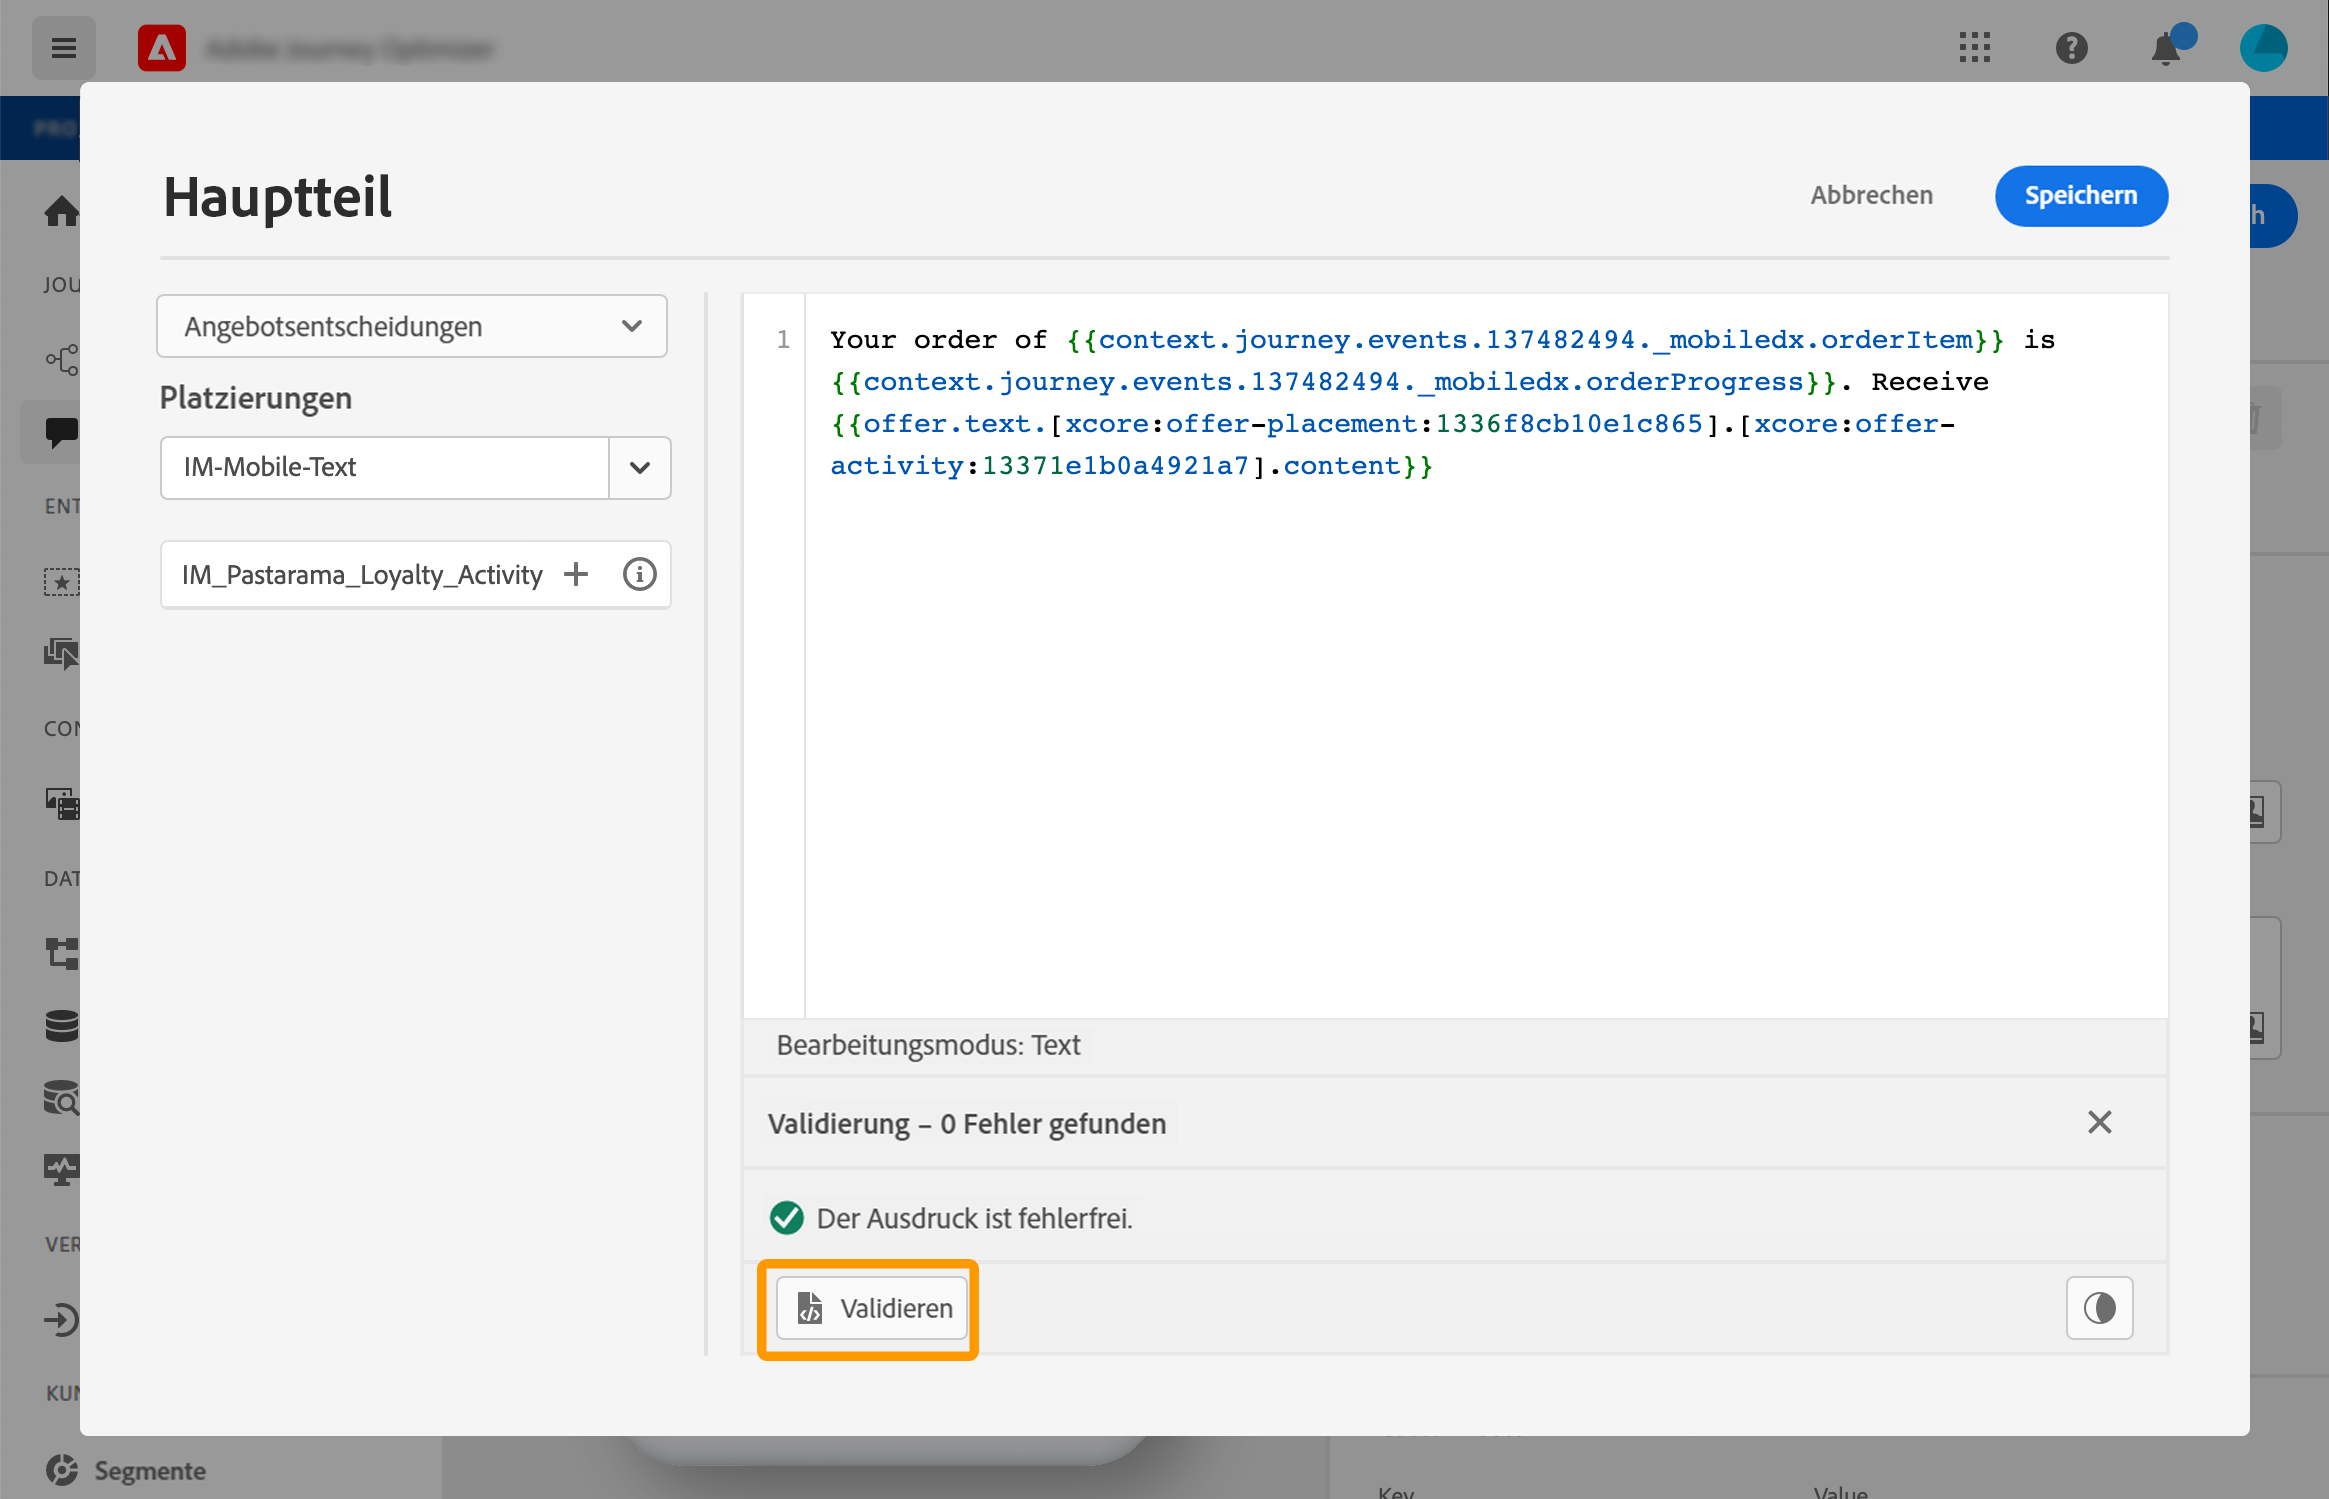 Adobe Journey Optimizer
Hauptteil
Abbrechen
Speichern
h
JOU
Angebotsentscheidungen
Platzierungen
IM-Mobile-Text
ENT
IM_Pastarama_Loyalty_Activity
CON
DAT
VER
KUN
1
Your order of {{context.journey.events.137482494._mobiledx.orderItem}} is
{{context.journey.events.137482494._mobiledx.orderProgress}}. Receive
{{offer.text.[xcore:offer-placement:1336f8cb10e1c865].[xcore:offer-
activity:13371e1b0a4921a7].content}}
Bearbeitungsmodus: Text
Validierung – 0 Fehler gefunden
Der Ausdruck ist fehlerfrei.
Validieren
Segmente
Key
Value